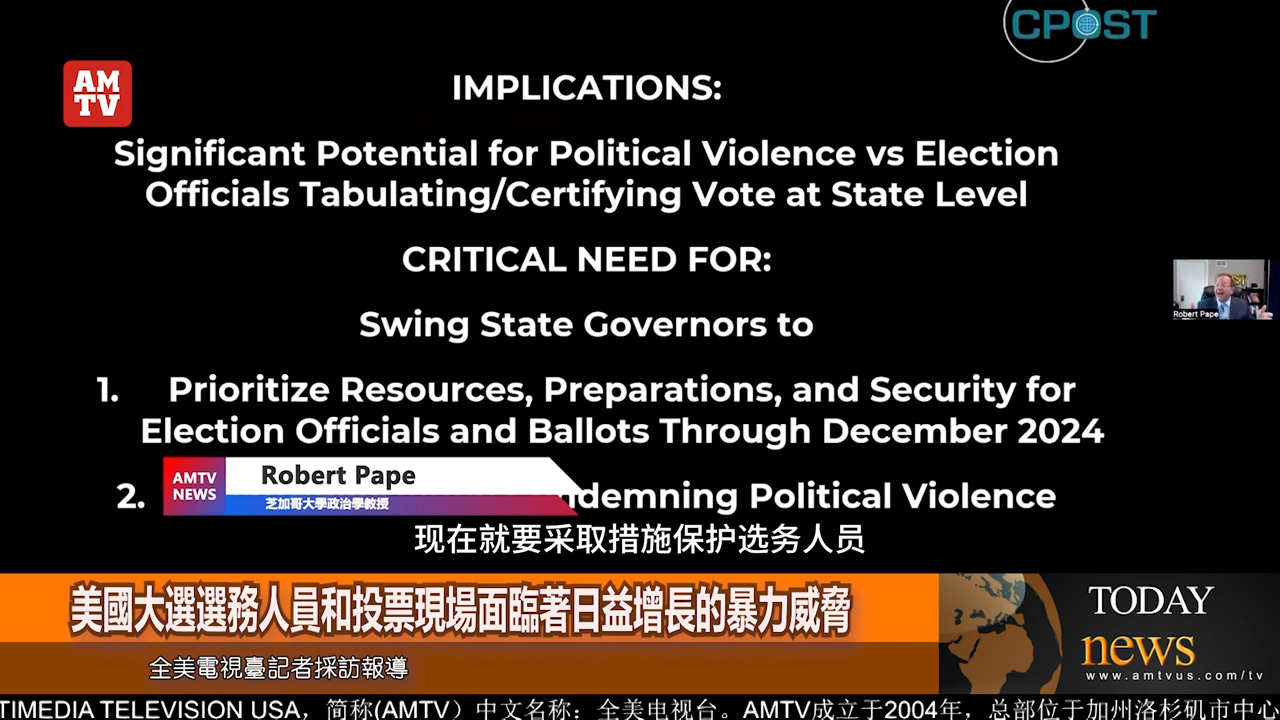 CPOST
AM
TV
IMPLICATIONS:
Significant Potential for Political Violence vs Election
Officials Tabulating/Certifying Vote at State Level
CRITICAL NEED FOR:
Swing State Governors to
1. Prioritize Resources, Preparations, and Security for
Election Officials and Ballots Through December 2024
2. demning Political Violence
Robert Pape
AMTV
NEWS
Robert Pape
芝加哥大學政治學教授
现在就要采取措施保护选务人员
美國大選選務人員和投票現場面臨著日益增長的暴力威脅
全美電視臺記者採訪報導
TODAY
news
www.amtvus.com/tv
TIMEDIA TELEVISION USA，简称(AMTV）中文名称：全美电视台。AMTV成立于2004年，总部位于加州洛杉矶市中心